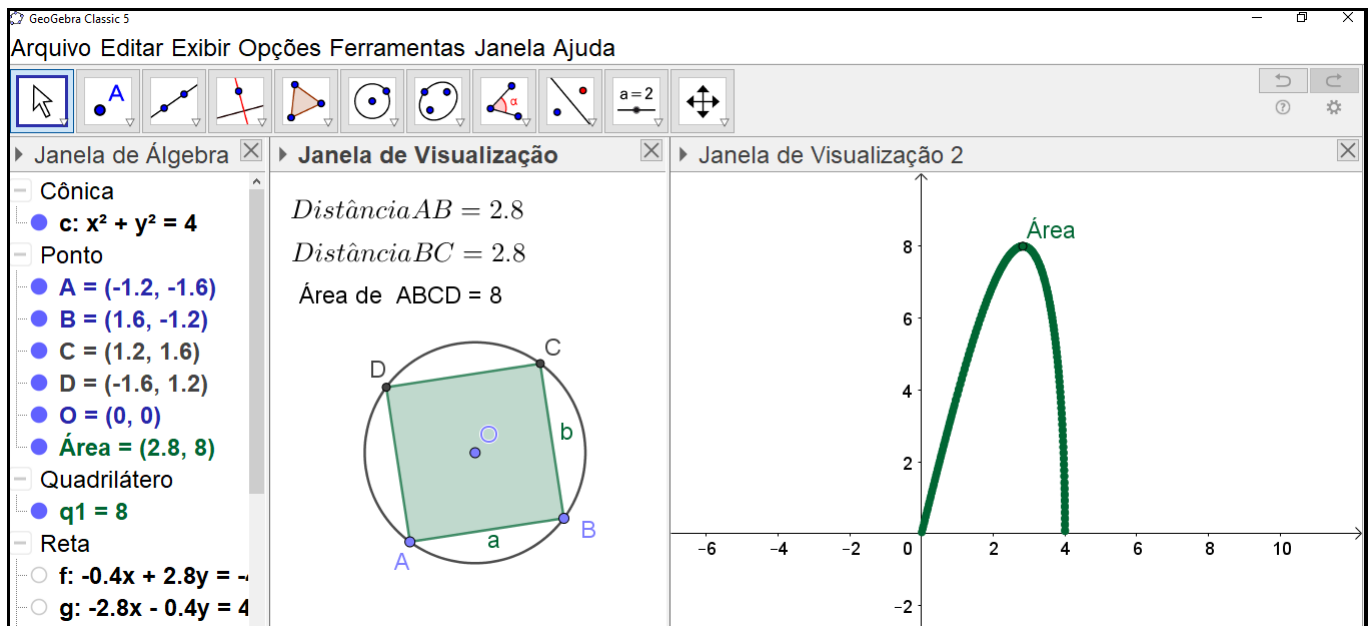 GeoGebra Classic 5
Arquivo Editar Exibir Opções Ferramentas Janela Ajuda
A
α
a=2
Janela de Álgebra
Cônica
c: x² + y² = 4
Ponto
A = (-1.2, -1.6)
B = (1.6, -1.2)
C = (1.2, 1.6)
D = (-1.6, 1.2)
O = (0, 0)
Área = (2.8, 8)
Quadrilátero
q1 = 8
Reta
f: -0.4x + 2.8y = -
g: -2.8x - 0.4y = 4
Janela de Visualização
DistânciaAB = 2.8
DistânciaBC = 2.8
Área de ABCD = 8
C
D
O
b
B
a
A
Janela de Visualização 2
Área
8
6
4
2
-6 -4 -2 0 2 4 6 8 10
-2